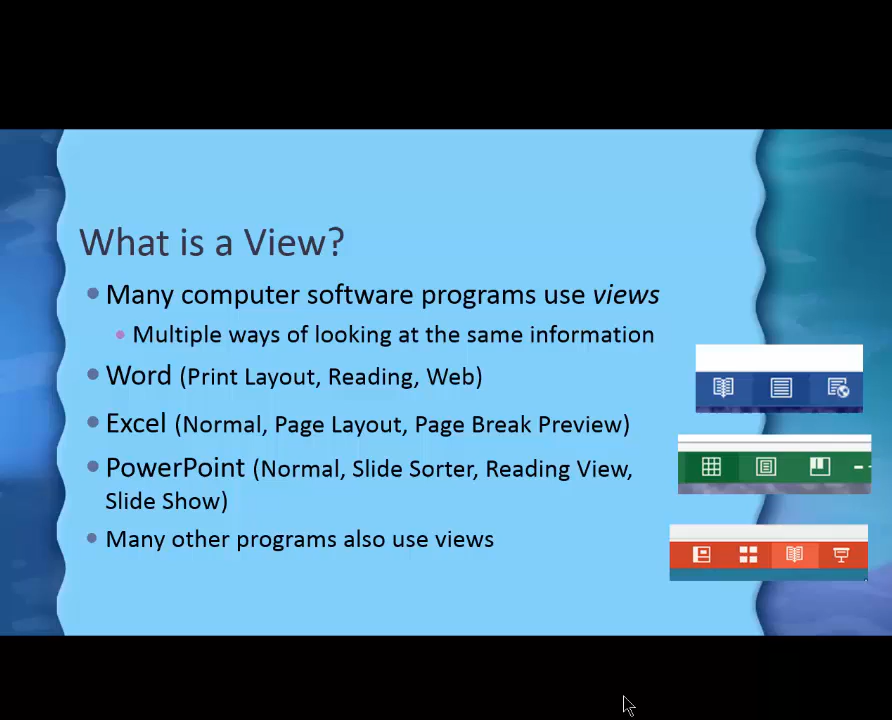 What is a View?
Many computer software programs use views
Multiple ways of looking at the same information
Word (Print Layout, Reading, Web)
Excel (Normal, Page Layout, Page Break Preview)
PowerPoint (Normal, Slide Sorter, Reading View,
Slide Show)
Many other programs also use views